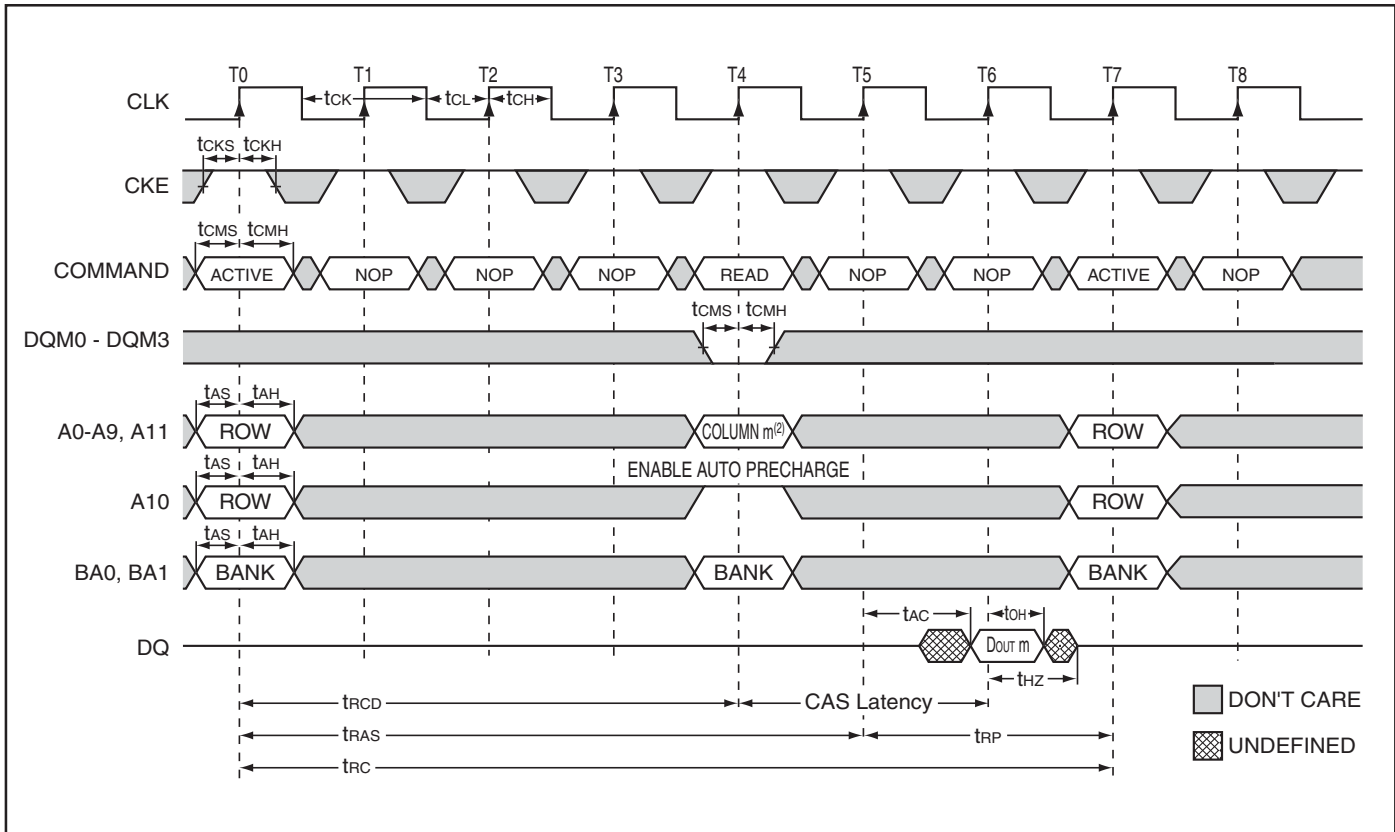 T0 T1 T2 T3 T4 T5 T6 T7 T8
CLK tCK tCL tCH
tCKS tCKH
CKE
tCMS tCMH
COMMAND ACTIVE NOP NOP NOP READ NOP NOP ACTIVE NOP
tCMS tCMH
DQM0 - DQM3
tAS tAH
A0-A9, A11 ROW COLUMN m(2) ROW
tAS tAH ENABLE AUTO PRECHARGE
A10 ROW ROW
tAS tAH
BA0, BA1 BANK BANK BANK
tAC tOH
DQ DOUT m
tHZ
tRCD CAS Latency
DON'T CARE
tRAS tRP
UNDEFINED
tRC